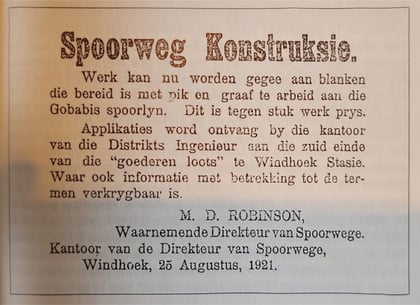 Spoorweg Konstruksie.
Werk kan nu worden gegee aan blanken
die bereid is met pik en graaf te arbeid aan die
Gobabis spoorlyn. Dit is tegen stuk werk prys.
Applikaties word ontvang by die kantoor
van die Distrikts Ingenieur aan die zuid einde
van die "goederen loots" te Windhoek Stasie.
Waar ook informatie met betrekking tot de ter-
men verkrygbaar is.
M. D. ROBINSON,
Waarnemende Direkteur van Spoorwege.
Kantoor van de Direkteur van Spoorwege,
Windhoek, 25 Augustus, 1921.